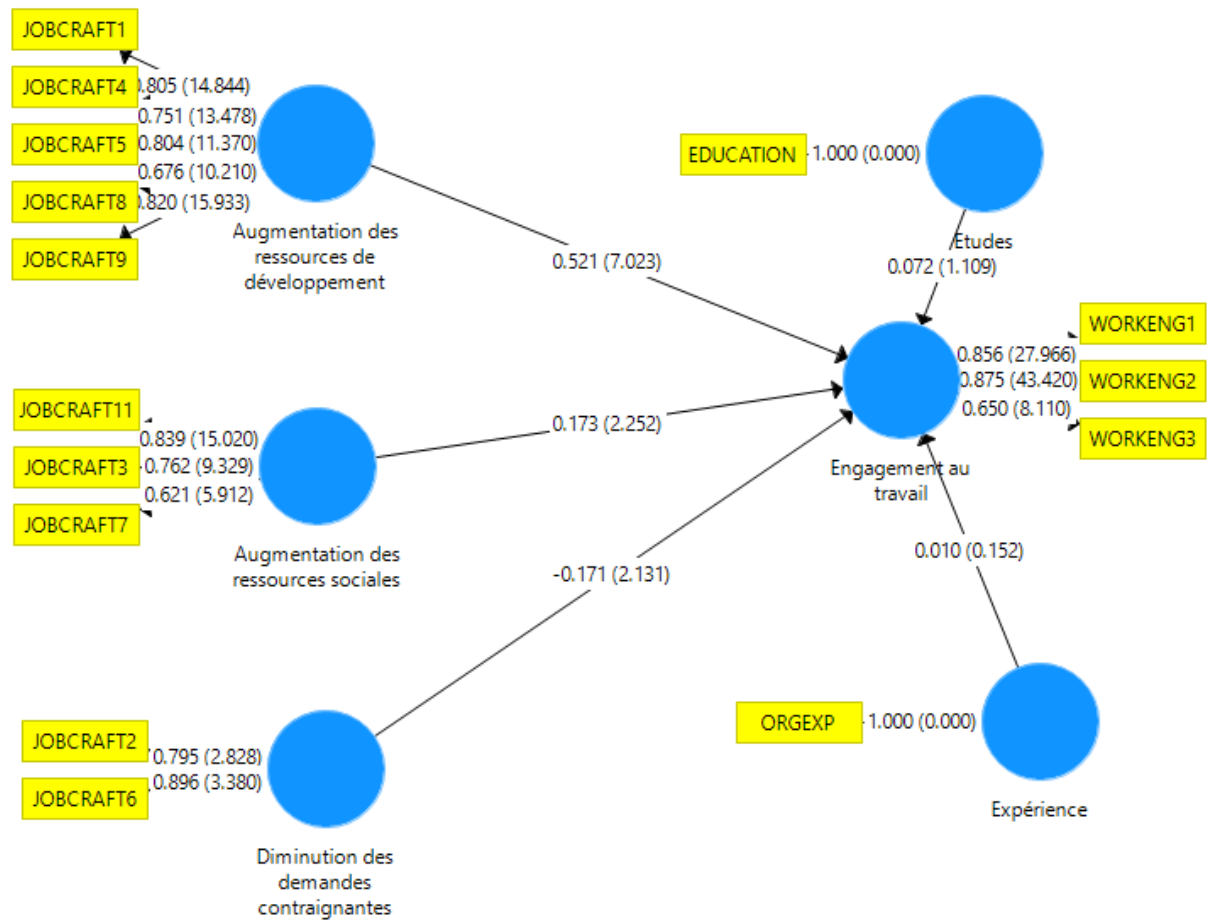 JOBCRAFT1
JOBCRAFT4
JOBCRAFT5
JOBCRAFT8
JOBCRAFT9
0.805 (14.844)
0.751 (13.478)
0.804 (11.370)
0.676 (10.210)
0.820 (15.933)
Augmentation des
ressources de
développement
0.521 (7.023)
EDUCATION
1.000 (0.000)
Etudes
0.072 (1.109)
JOBCRAFT11
JOBCRAFT3
JOBCRAFT7
0.839 (15.020)
0.762 (9.329)
0.621 (5.912)
Augmentation des
ressources sociales
0.173 (2.252)
Engagement au
travail
0.856 (27.966)
0.875 (43.420)
0.650 (8.110)
WORKENG1
WORKENG2
WORKENG3
JOBCRAFT2
JOBCRAFT6
0.795 (2.828)
0.896 (3.380)
Diminution des
demandes
contraignantes
-0.171 (2.131)
0.010 (0.152)
ORGEXP
1.000 (0.000)
Expérience